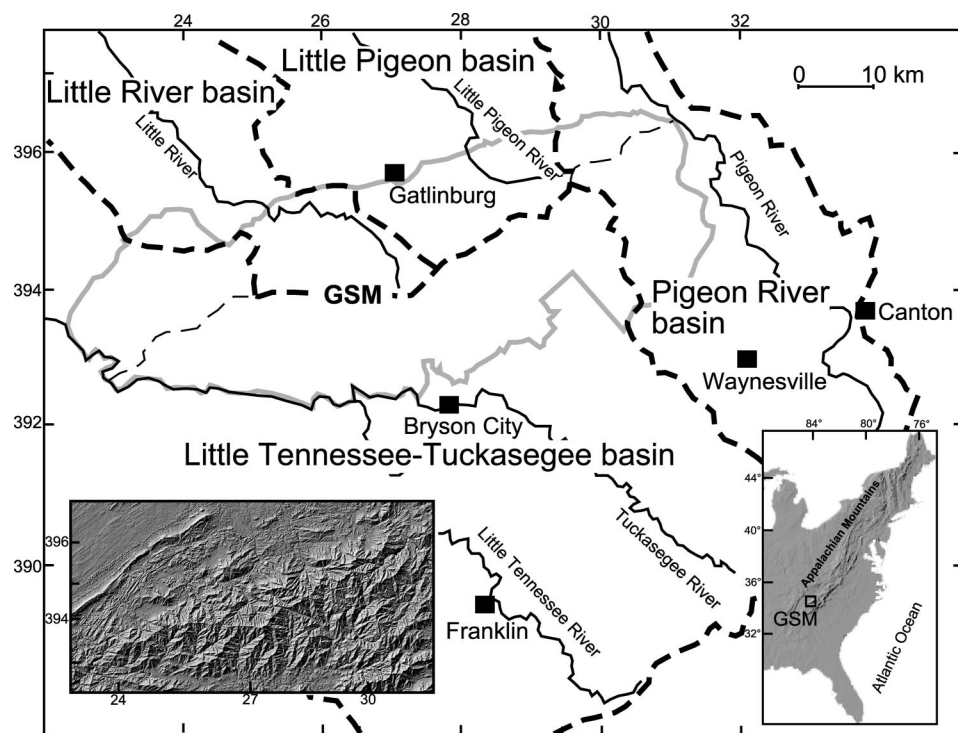 24
26
28
30
32
Little Pigeon basin
Little River basin
0 10 km
Little River
Little Pigeon River
Pigeon River
396
Gatlinburg
394
GSM
Pigeon River
basin
Canton
Waynesville
392
Bryson City
Little Tennessee-Tuckasegee basin
Tuckasegee River
390
Little Tennessee River
Franklin
396
394
24
27
30
84°
80°
76°
44°
40°
36°
32°
Appalachian Mountains
GSM
Atlantic Ocean